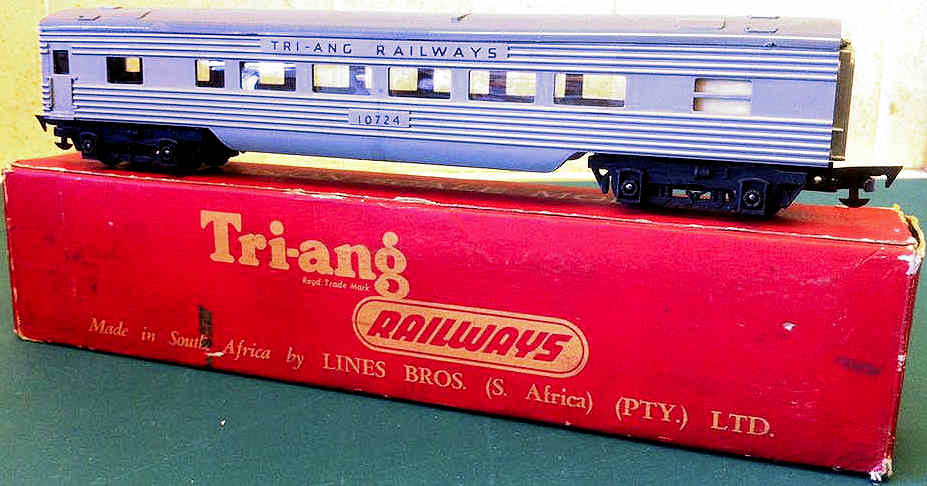 TRI-ANG RAILWAYS
10724
Tri-ang
Regd. Trade Mark
RAILWAYS
Made in South Africa by LINES BROS. (S. Africa) (PTY.) LTD.